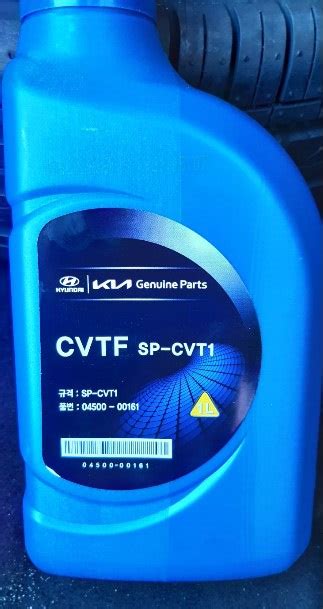 HYUNDAI KIA Genuine Parts
CVTF SP-CVT1
규격 : SP-CVT1
품번 : 04500 - 00161
1L
04500-00161